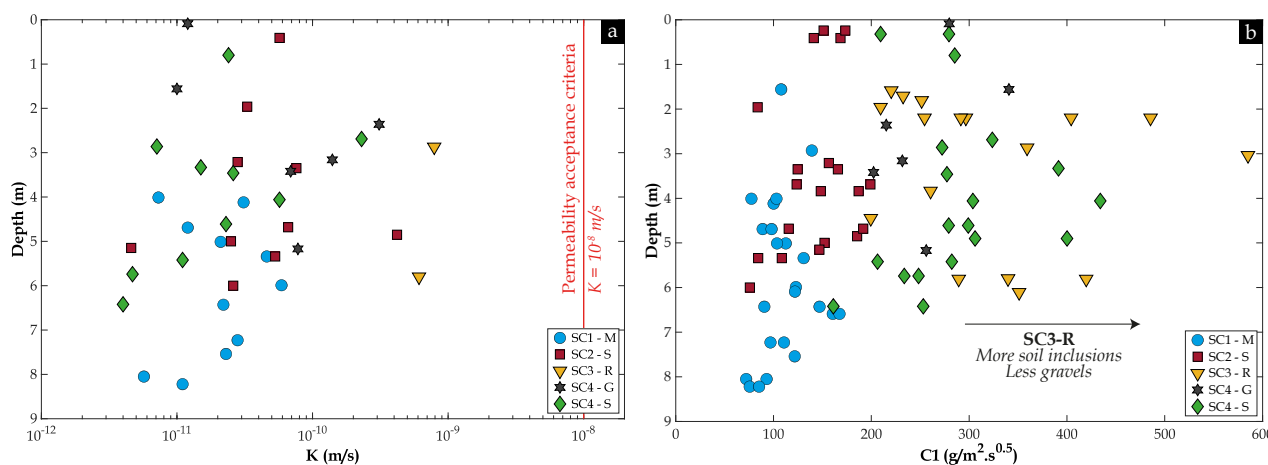 a
0
1
2
3
4
5
6
7
8
9
Depth (m)
Permeability acceptance criteria
K = 10⁻⁸ m/s
SC1 - M
SC2 - S
SC3 - R
SC4 - G
SC4 - S
10⁻¹²
10⁻¹¹
10⁻¹⁰
10⁻⁹
10⁻⁸
K (m/s)
b
0
1
2
3
4
5
6
7
8
9
Depth (m)
SC3-R
More soil inclusions
Less gravels
SC1 - M
SC2 - S
SC3 - R
SC4 - G
SC4 - S
0
100
200
300
400
500
600
C1 (g/m².s⁰·⁵)